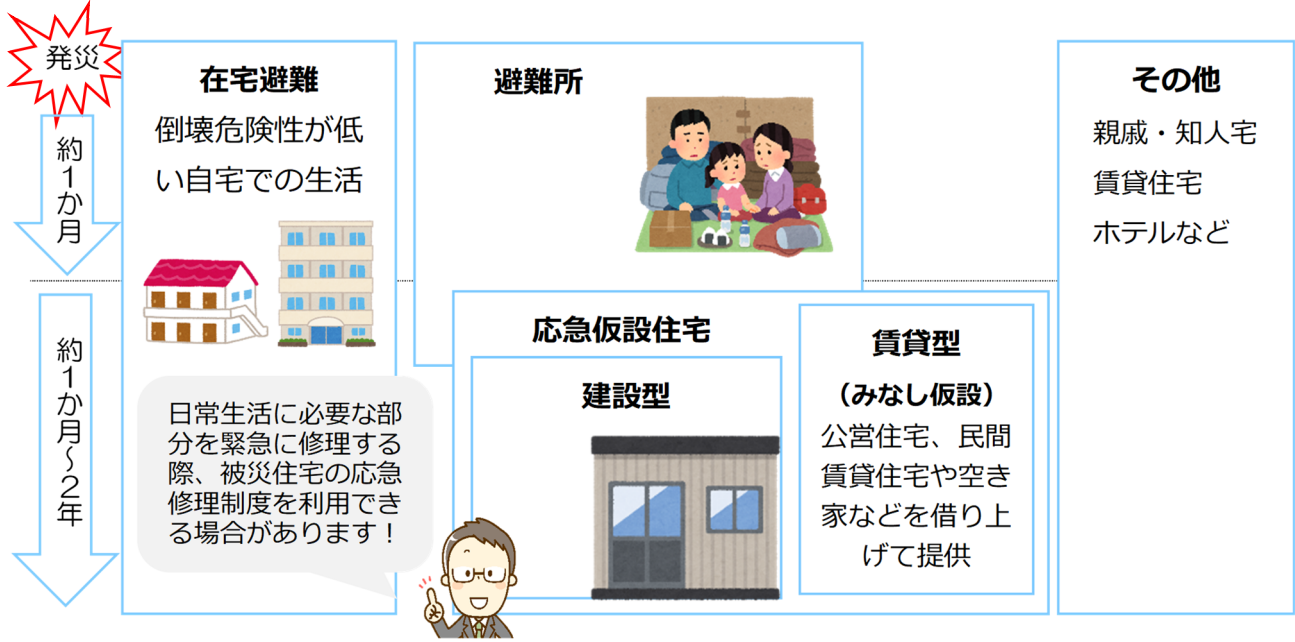 発災
約1か月
約1か月～2年
在宅避難
倒壊危険性が低
い自宅での生活
日常生活に必要な部
分を緊急に修理する
際、被災住宅の応急
修理制度を利用でき
る場合があります！
避難所
応急仮設住宅
建設型
賃貸型
（みなし仮設）
公営住宅、民間
賃貸住宅や空き
家などを借り上
げて提供
その他
親戚・知人宅
賃貸住宅
ホテルなど